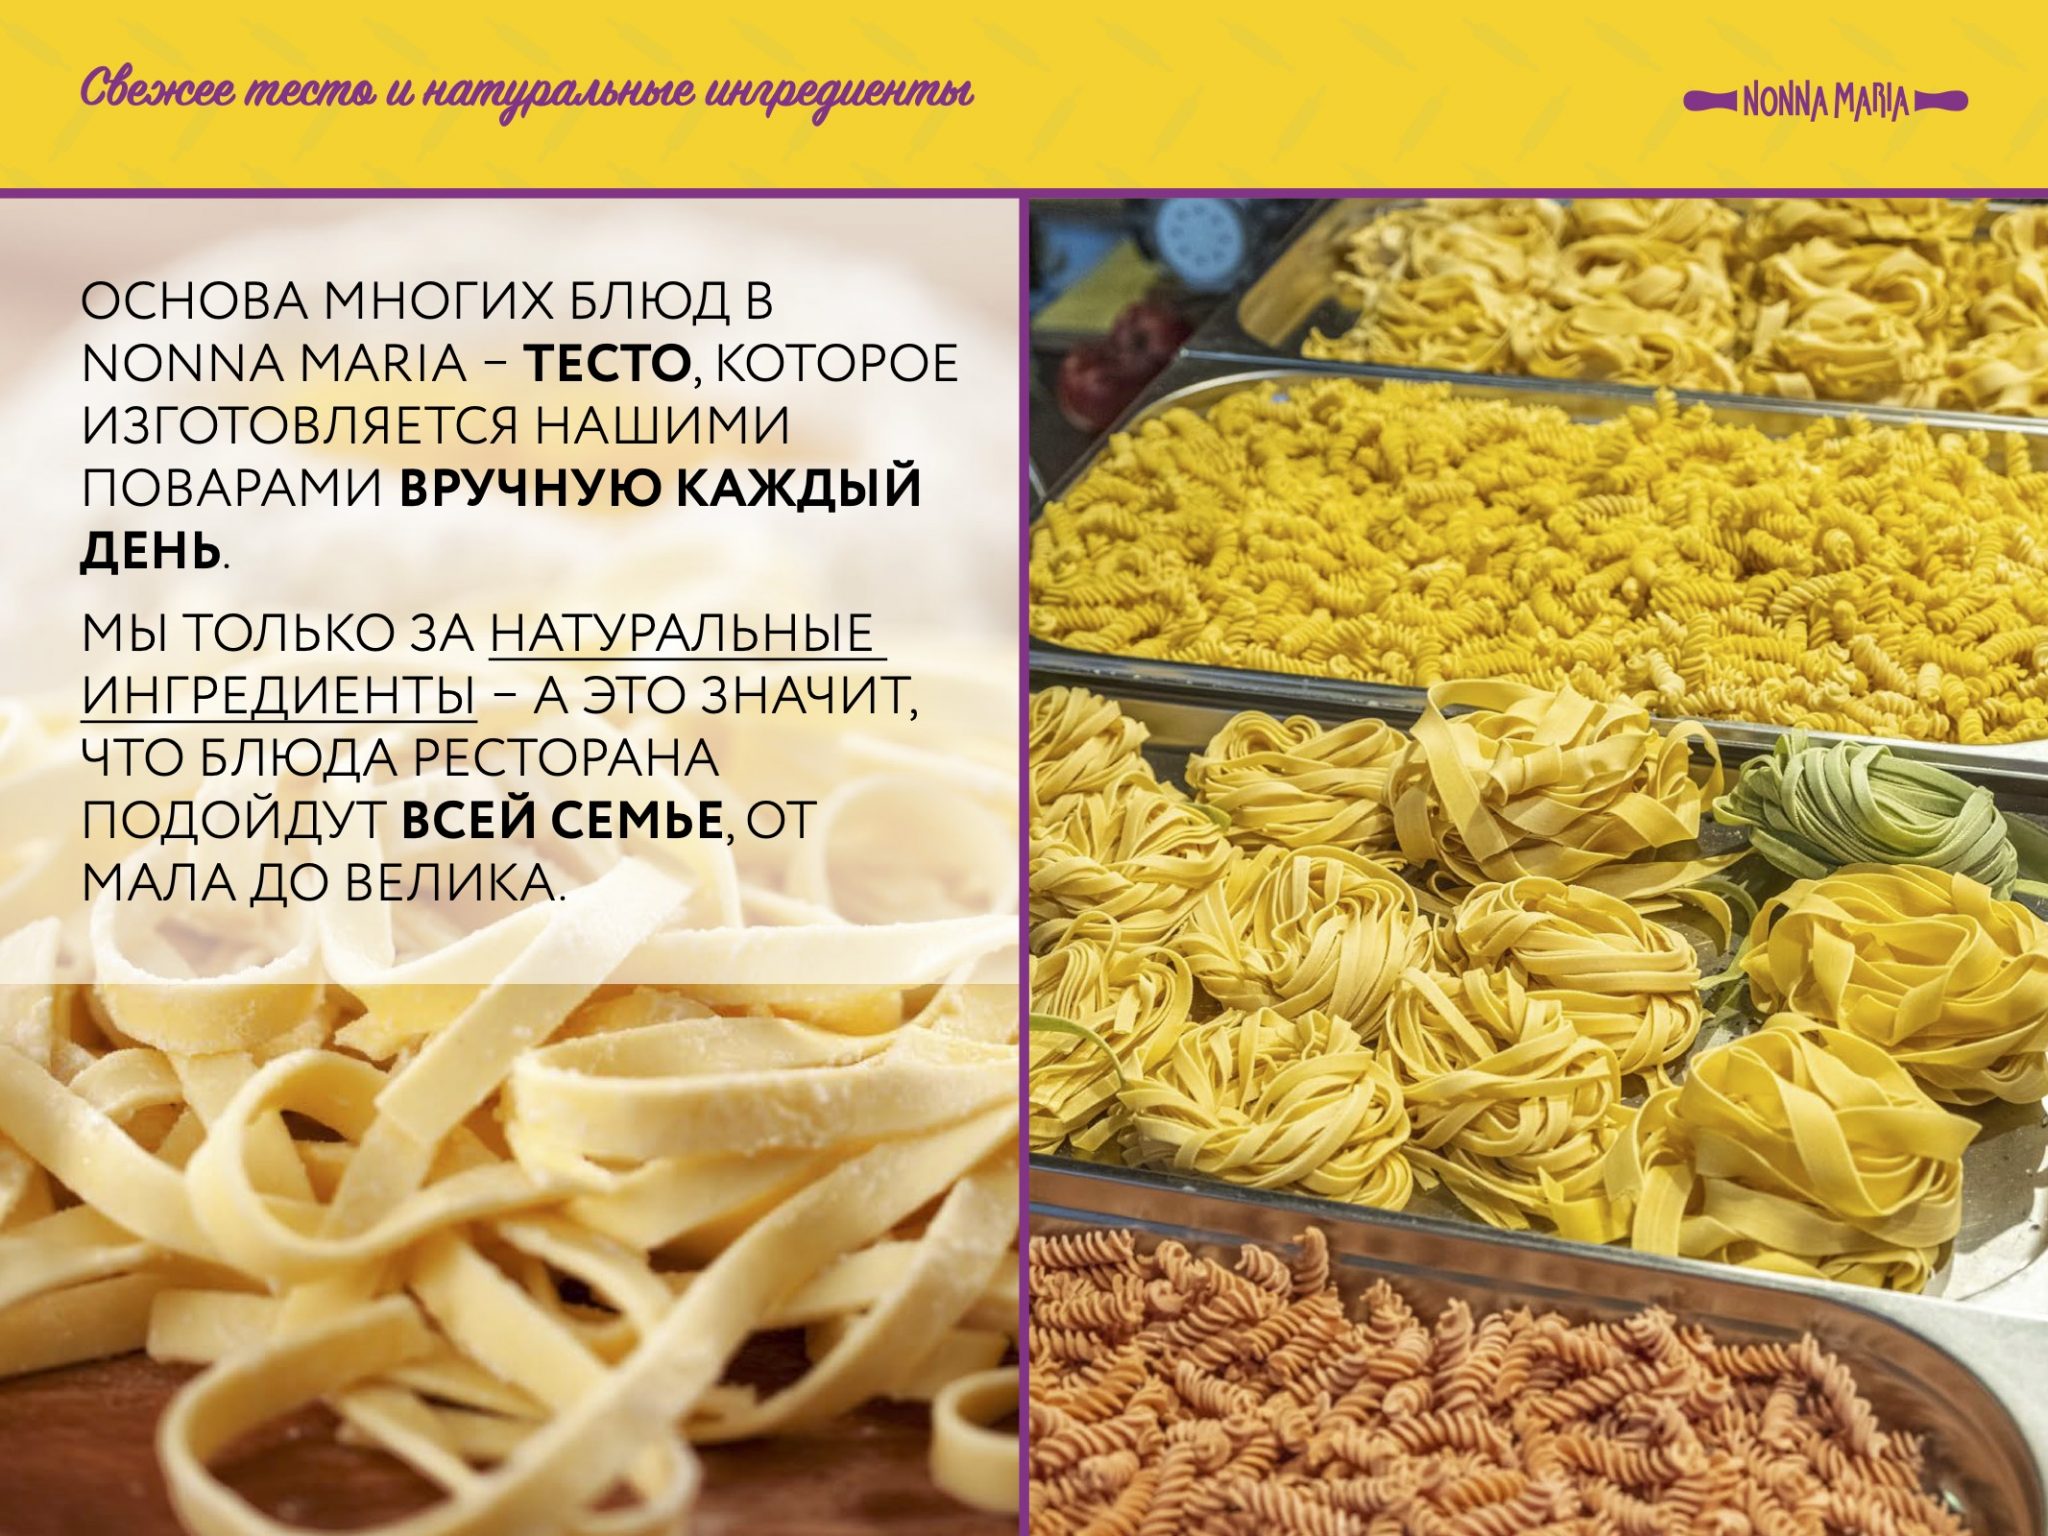 Свежее тесто и натуральные ингредиенты
NONNA MARIA
ОСНОВА МНОГИХ БЛЮД В
NONNA MARIA – ТЕСТО, КОТОРОЕ
ИЗГОТОВЛЯЕТСЯ НАШИМИ
ПОВАРАМИ ВРУЧНУЮ КАЖДЫЙ
ДЕНЬ.
МЫ ТОЛЬКО ЗА НАТУРАЛЬНЫЕ
ИНГРЕДИЕНТЫ – А ЭТО ЗНАЧИТ,
ЧТО БЛЮДА РЕСТОРАНА
ПОДОЙДУТ ВСЕЙ СЕМЬЕ, ОТ
МАЛА ДО ВЕЛИКА.